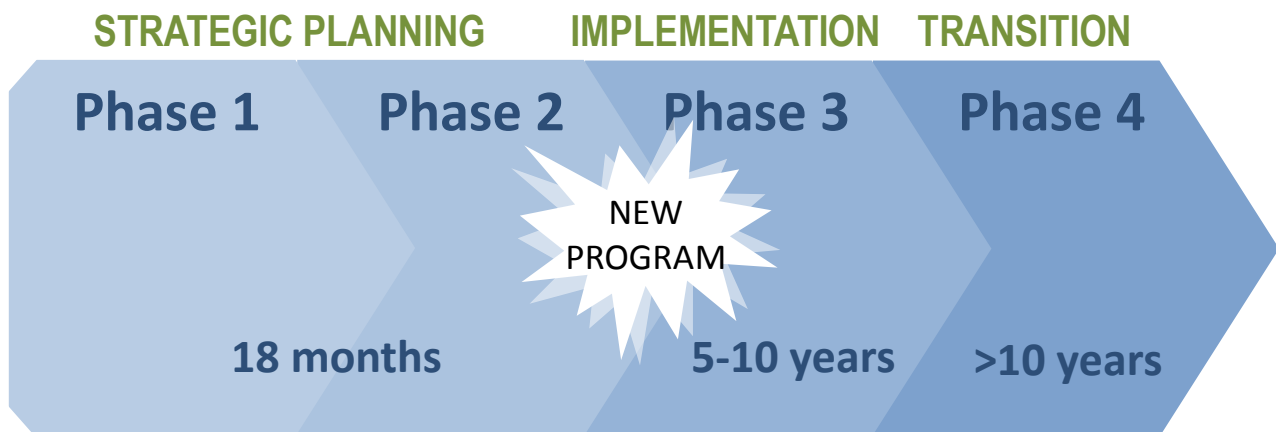 STRATEGIC PLANNING IMPLEMENTATION TRANSITION
Phase 1 Phase 2 Phase 3 Phase 4
NEW
PROGRAM
18 months 5-10 years >10 years